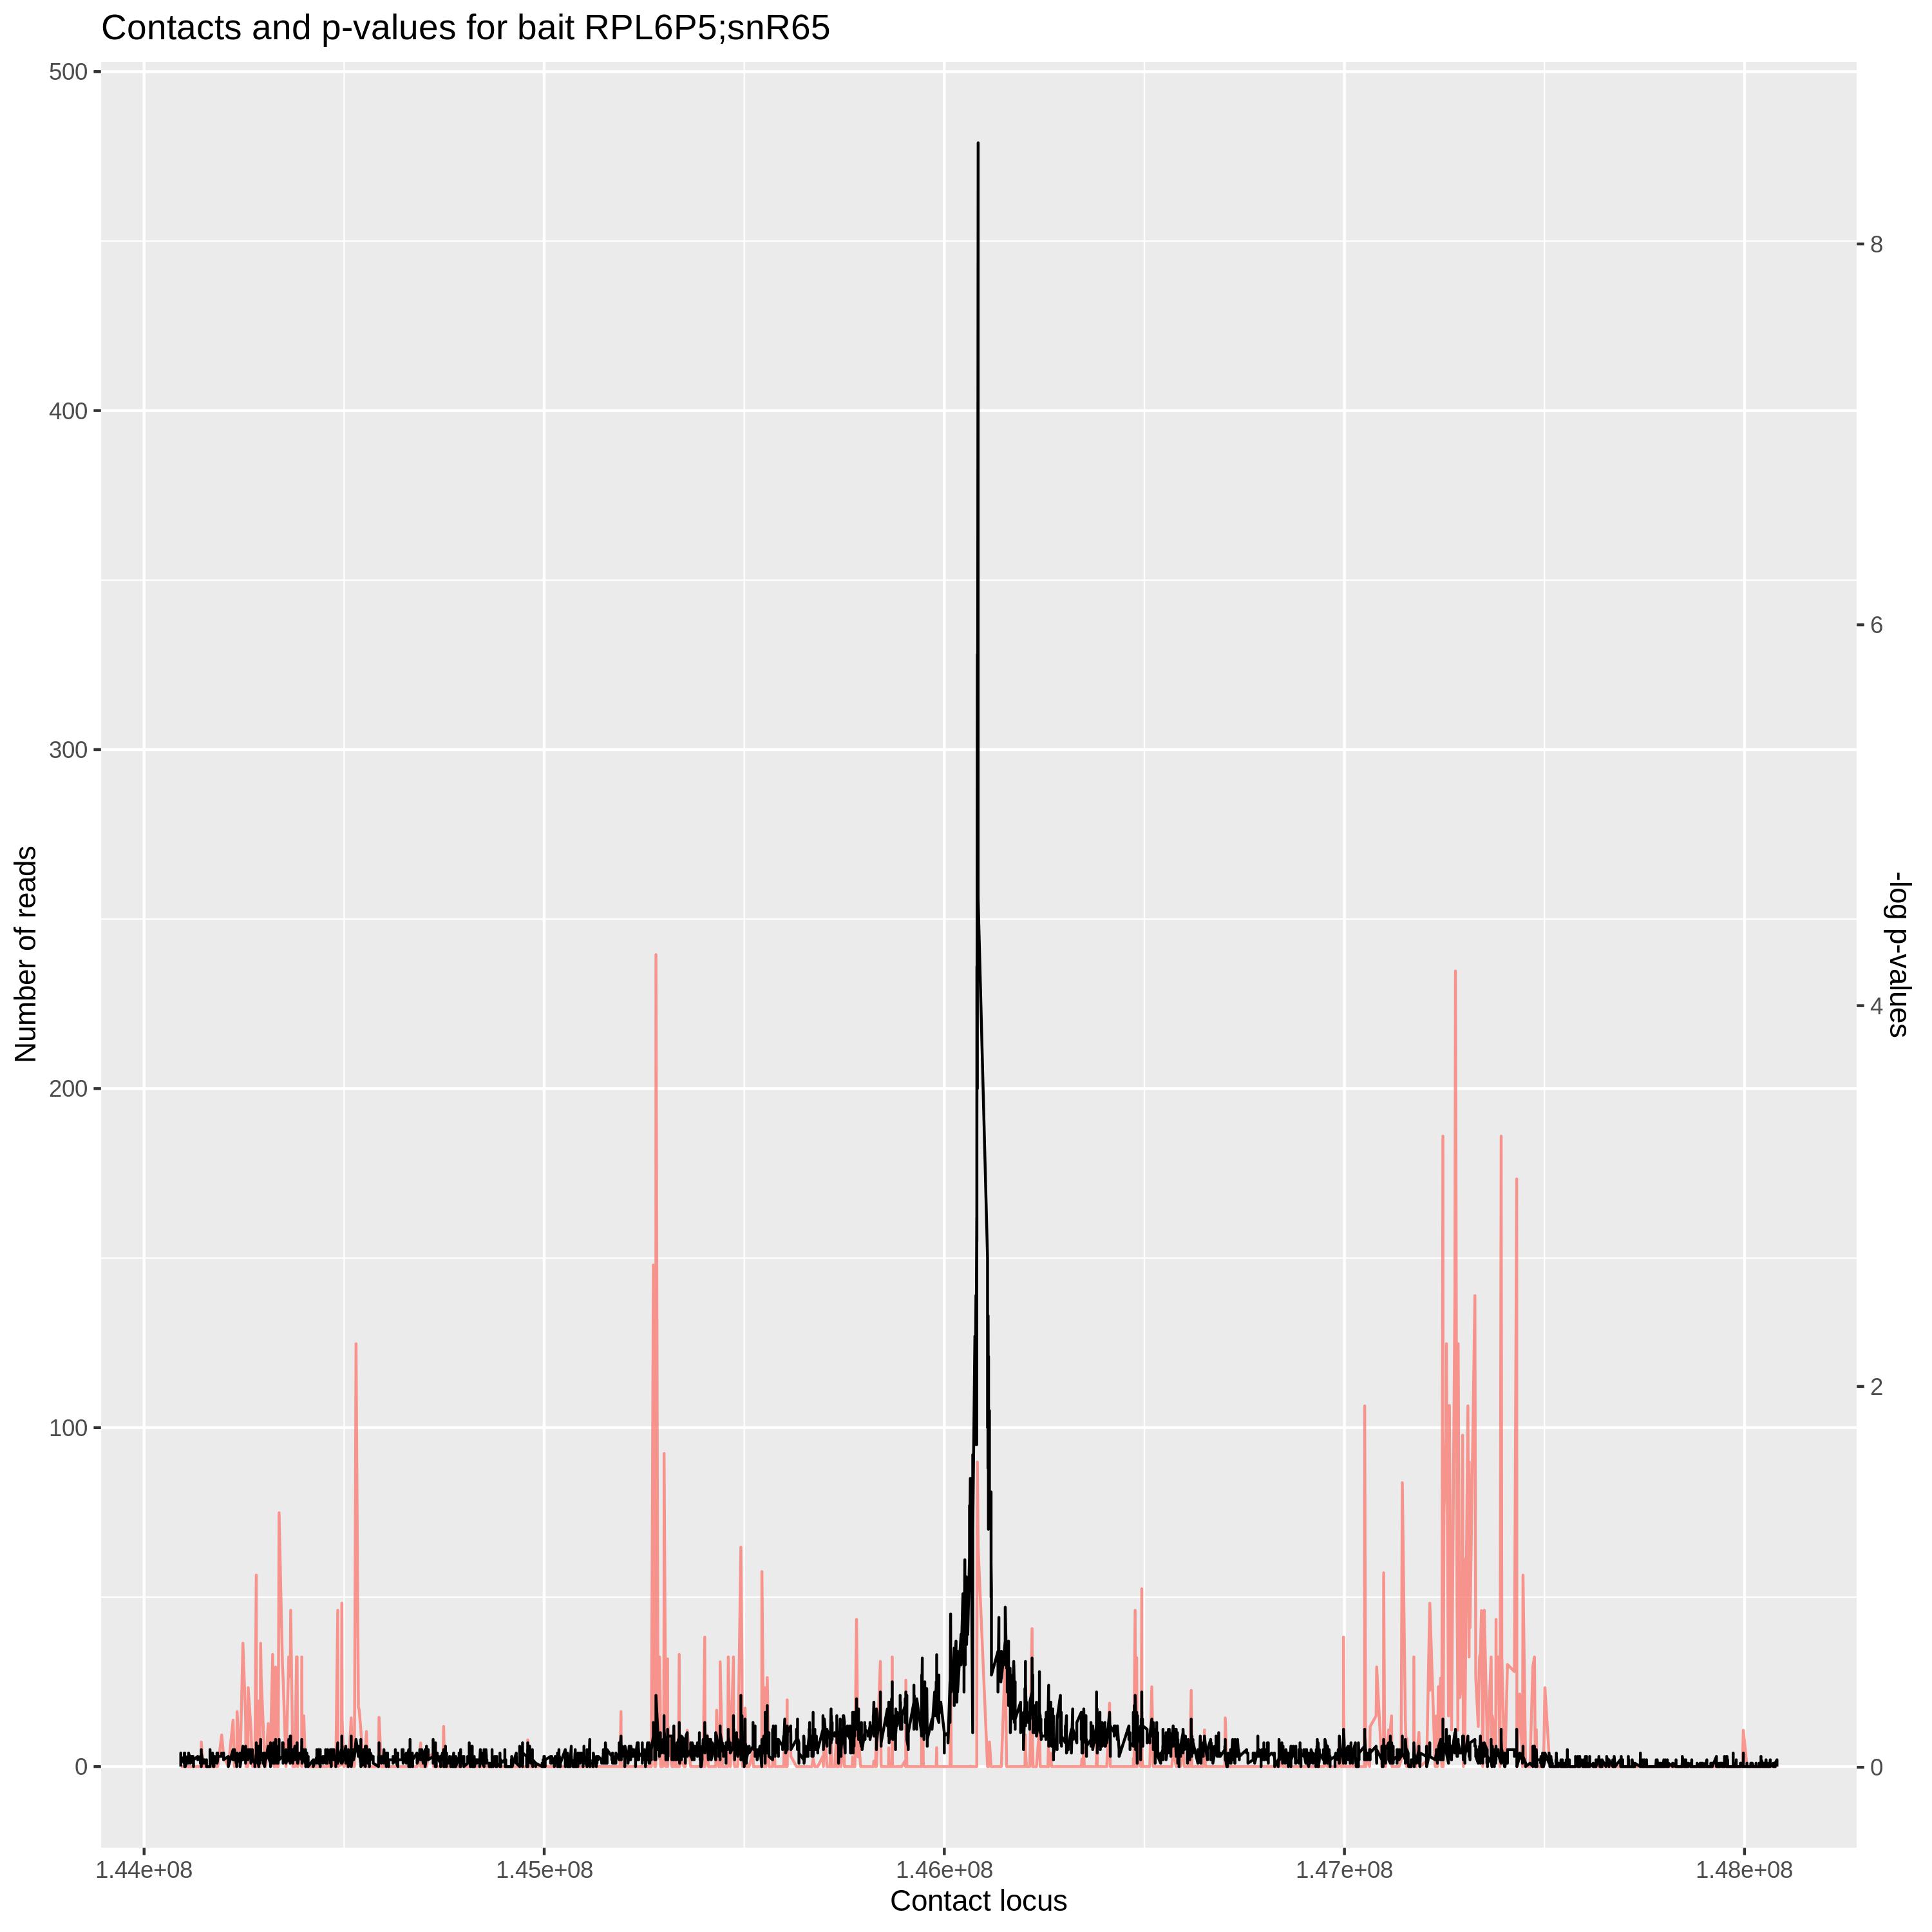 Contacts and p-values for bait RPL6P5;snR65
500
400
300
200
100
0
Number of reads
8
6
4
2
0
-log p-values
1.44e+08
1.45e+08
1.46e+08
1.47e+08
1.48e+08
Contact locus